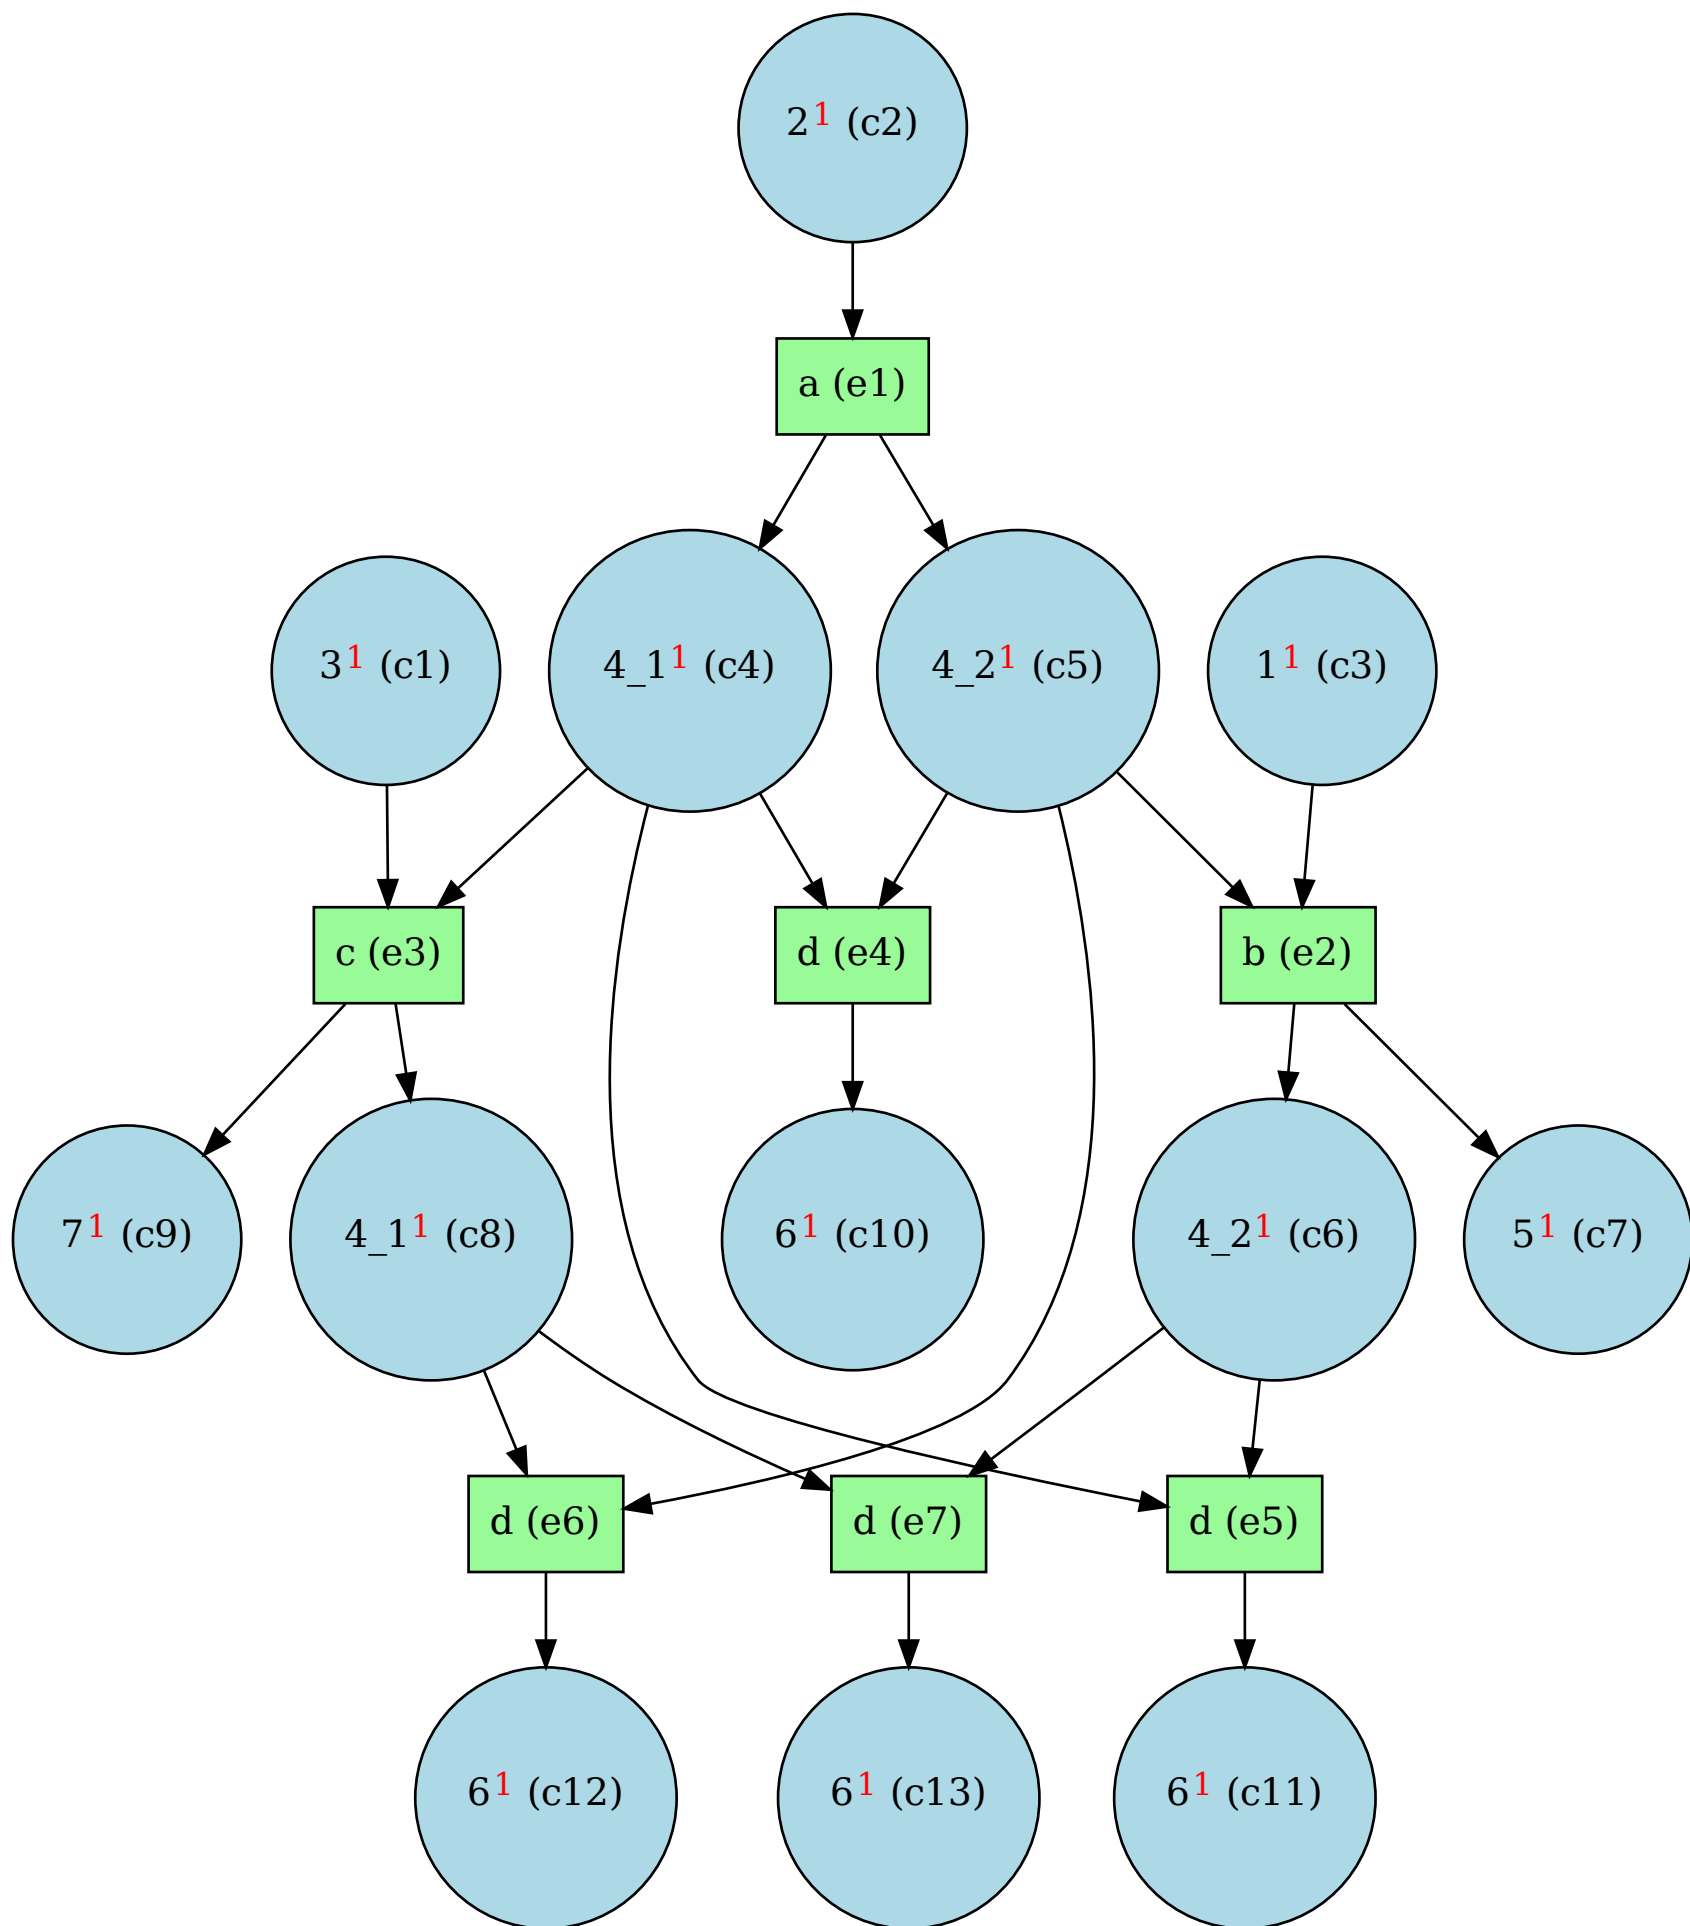 2¹ (c2)
a (e1)
3¹ (c1)
4_1¹ (c4)
4_2¹ (c5)
1¹ (c3)
c (e3)
d (e4)
b (e2)
7¹ (c9)
4_1¹ (c8)
6¹ (c10)
4_2¹ (c6)
5¹ (c7)
d (e6)
d (e7)
d (e5)
6¹ (c12)
6¹ (c13)
6¹ (c11)